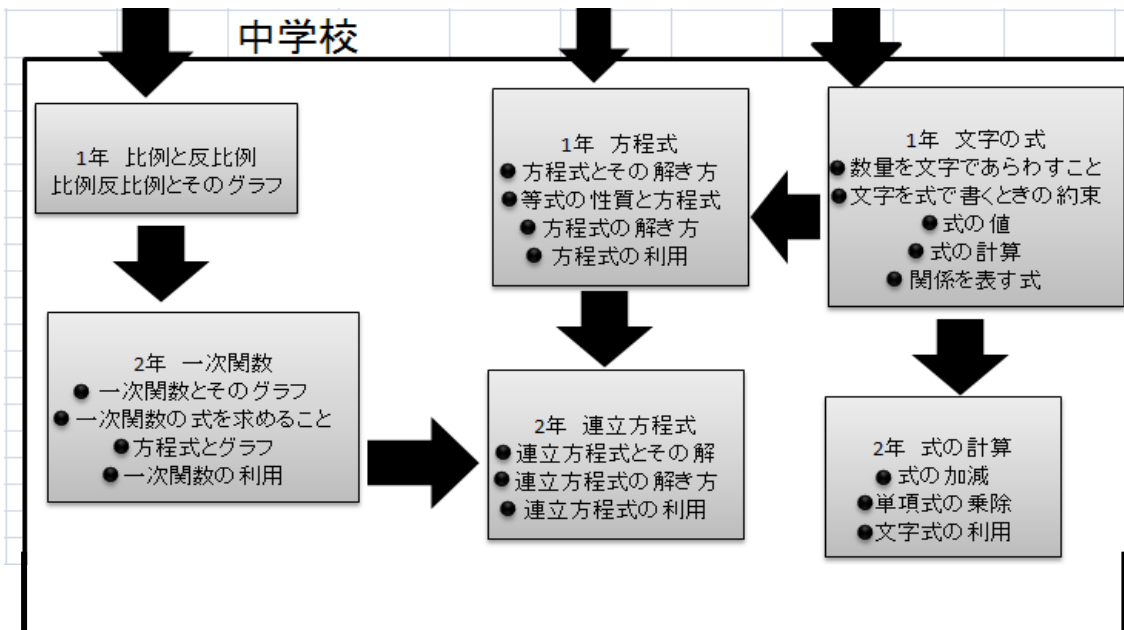 中学校
1年 比例と反比例
比例反比例とそのグラフ
1年 方程式
●方程式とその解き方
●等式の性質と方程式
●方程式の解き方
●方程式の利用
1年 文字の式
●数量を文字であらわすこと
●文字を式で書くときの約束
●式の値
●式の計算
●関係を表す式
2年 一次関数
●一次関数とそのグラフ
●一次関数の式を求めること
●方程式とグラフ
●一次関数の利用
2年 連立方程式
●連立方程式とその解
●連立方程式の解き方
●連立方程式の利用
2年 式の計算
●式の加減
●単項式の乗除
●文字式の利用